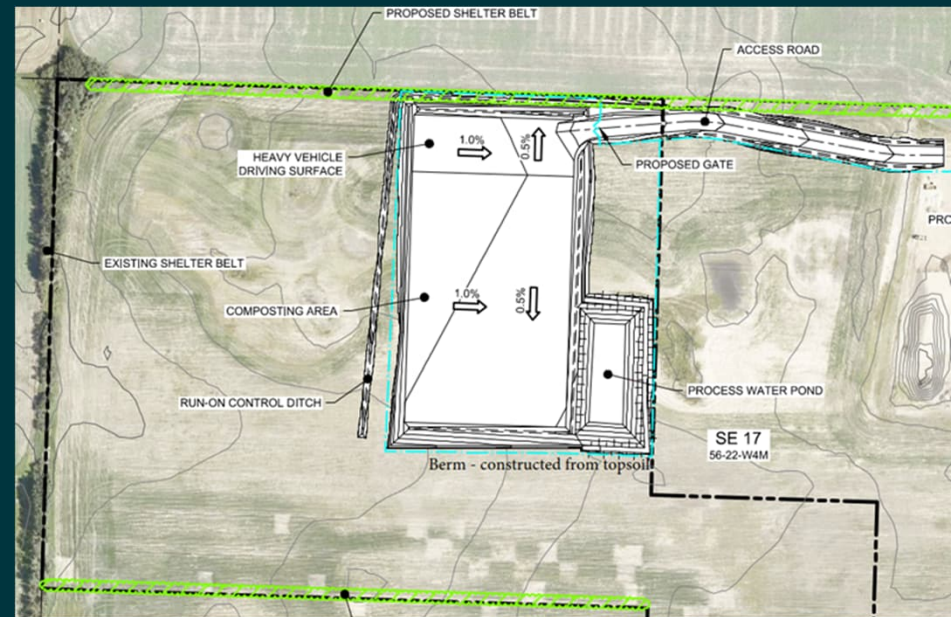 PROPOSED SHELTER BELT
ACCESS ROAD
1.0%
0.5%
HEAVY VEHICLE
DRIVING SURFACE
PROPOSED GATE
PRO
EXISTING SHELTER BELT
1.0%
0.5%
COMPOSTING AREA
PROCESS WATER POND
RUN-ON CONTROL DITCH
SE 17
56-22-W4M
Berm - constructed from topsoil